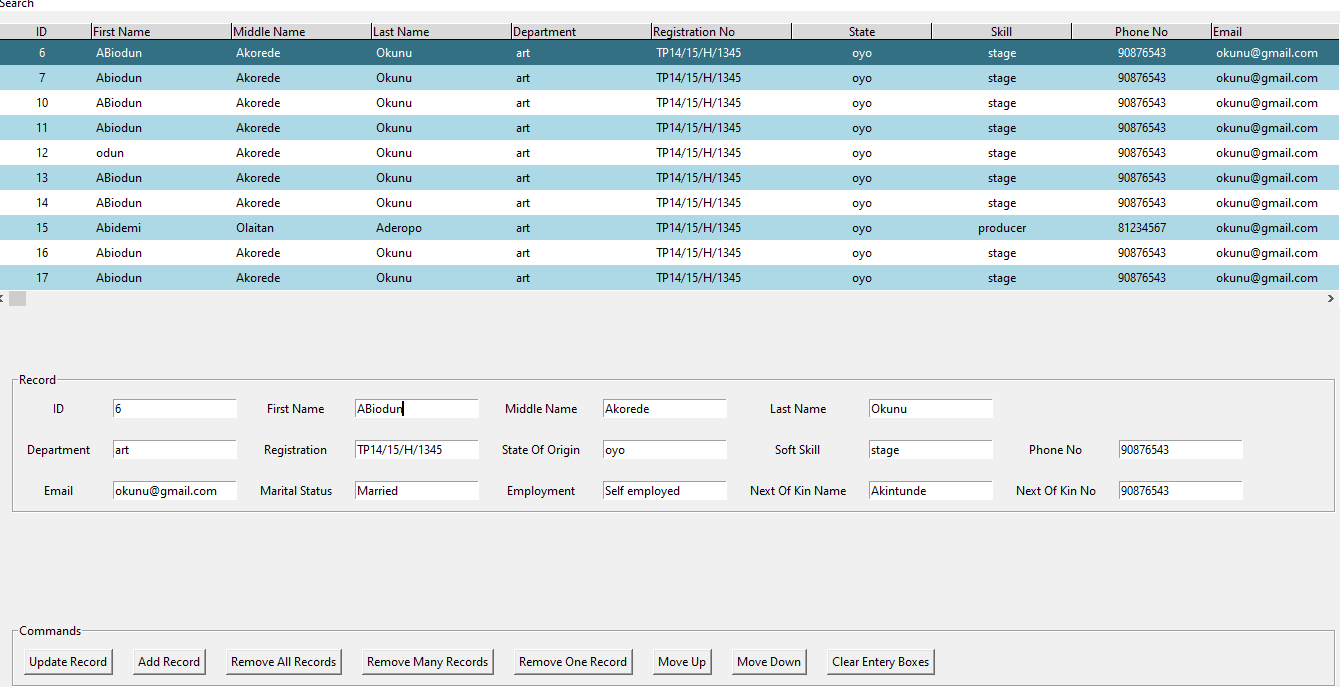 Search
ID First Name Middle Name Last Name Department Registration No State Skill Phone No Email
6 ABiodun Akorede Okunu art TP14/15/H/1345 oyo stage 90876543 okunu@gmail.com
7 Abiodun Akorede Okunu art TP14/15/H/1345 oyo stage 90876543 okunu@gmail.com
10 ABiodun Akorede Okunu art TP14/15/H/1345 oyo stage 90876543 okunu@gmail.com
11 Abiodun Akorede Okunu art TP14/15/H/1345 oyo stage 90876543 okunu@gmail.com
12 odun Akorede Okunu art TP14/15/H/1345 oyo stage 90876543 okunu@gmail.com
13 ABiodun Akorede Okunu art TP14/15/H/1345 oyo stage 90876543 okunu@gmail.com
14 ABiodun Akorede Okunu art TP14/15/H/1345 oyo stage 90876543 okunu@gmail.com
15 Abidemi Olaitan Aderopo art TP14/15/H/1345 oyo producer 81234567 okunu@gmail.com
16 Abiodun Akorede Okunu art TP14/15/H/1345 oyo stage 90876543 okunu@gmail.com
17 Abiodun Akorede Okunu art TP14/15/H/1345 oyo stage 90876543 okunu@gmail.com
Record
ID 6 First Name ABiodun Middle Name Akorede Last Name Okunu
Department art Registration TP14/15/H/1345 State Of Origin oyo Soft Skill stage Phone No 90876543
Email okunu@gmail.com Marital Status Married Employment Self employed Next Of Kin Name Akintunde Next Of Kin No 90876543
Commands
Update Record Add Record Remove All Records Remove Many Records Remove One Record Move Up Move Down Clear Entery Boxes